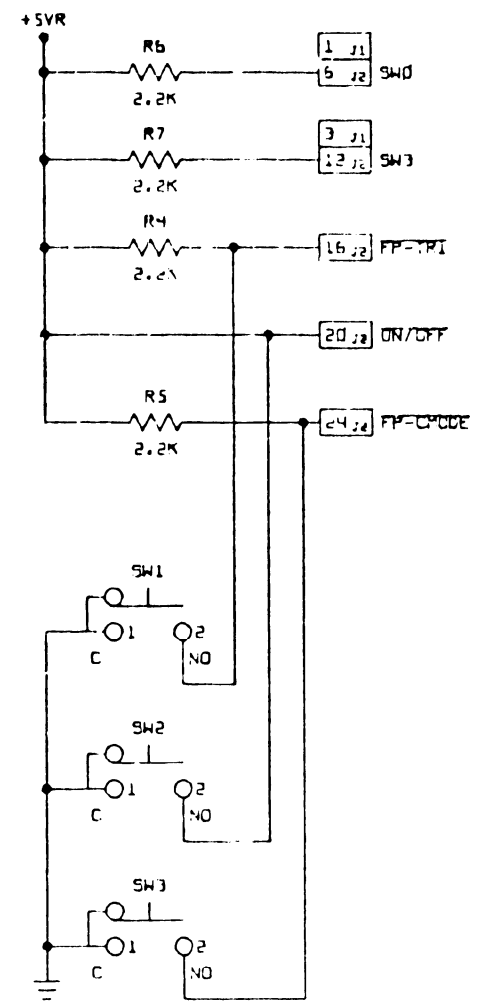 +5VR
R6
2.2K
1 J1
6 J2 SW0
R7
2.2K
3 J1
12 J2 SW3
R4
2.2K
16 J2 FP-TRI
20 J2 ON/OFF
R5
2.2K
24 J2 FP-CMODE
SW1
1 2
C NO
SW2
1 2
C NO
SW3
1 2
C NO